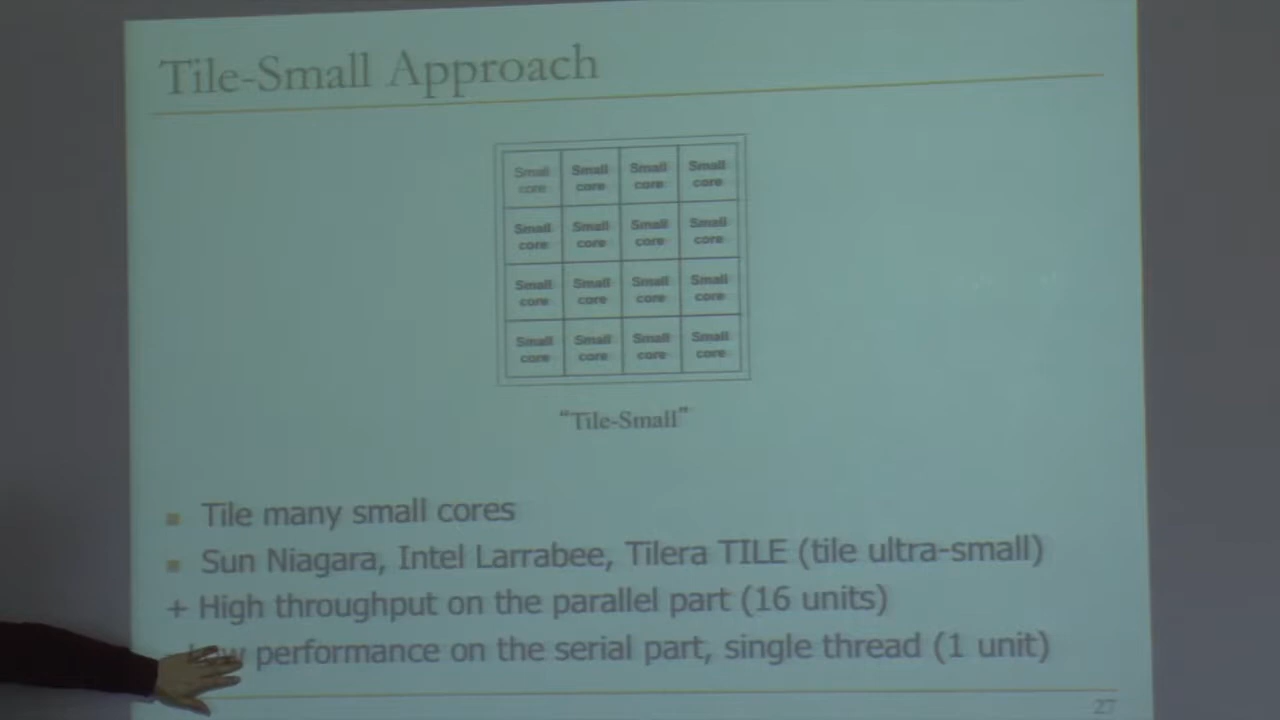 Tile-Small Approach
Small core Small core Small core Small core
Small core Small core Small core Small core
Small core Small core Small core Small core
Small core Small core Small core Small core
“Tile-Small”
Tile many small cores
Sun Niagara, Intel Larrabee, Tilera TILE (tile ultra-small)
+ High throughput on the parallel part (16 units)
Low performance on the serial part, single thread (1 unit)
27